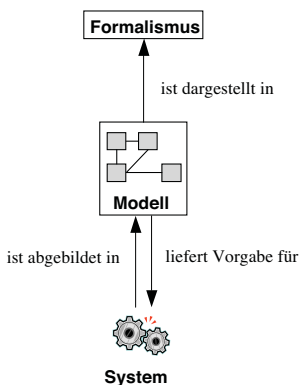 Formalismus
ist dargestellt in
Modell
ist abgebildet in
liefert Vorgabe für
System